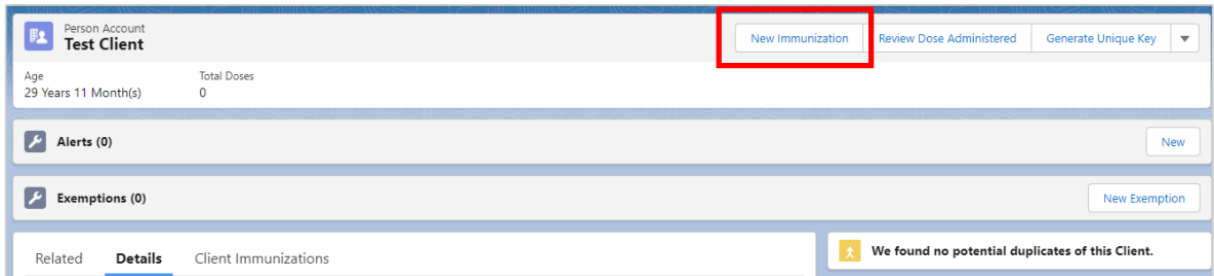 Person Account
Test Client
New Immunization
Review Dose Administered
Generate Unique Key
Age
Total Doses
29 Years 11 Month(s)
0
Alerts (0)
New
Exemptions (0)
New Exemption
Related
Details
Client Immunizations
We found no potential duplicates of this Client.